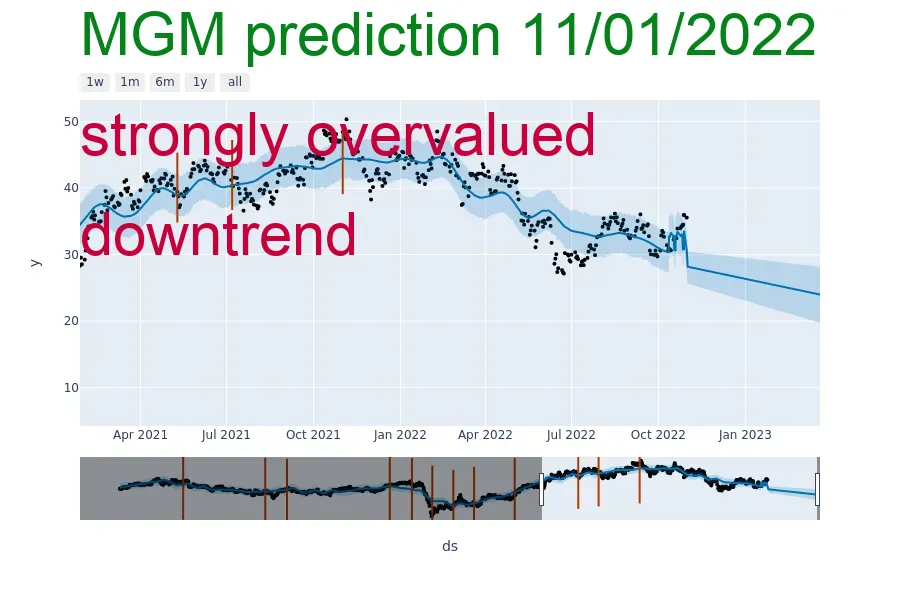 MGM prediction 11/01/2022
1w 1m 6m 1y all
strongly overvalued
downtrend
50
40
30
20
10
y
Apr 2021 Jul 2021 Oct 2021 Jan 2022 Apr 2022 Jul 2022 Oct 2022 Jan 2023
ds